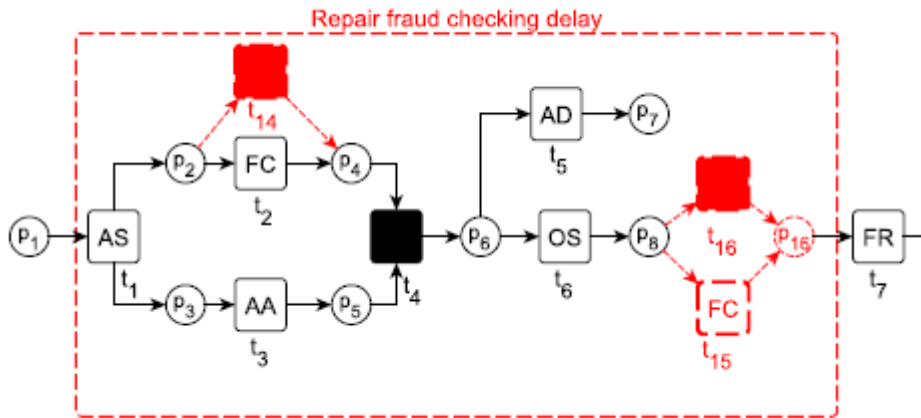 Repair fraud checking delay
t14
AD
p7
t5
p2
FC
p4
t2
p1
AS
t1
t4
p6
OS
t6
p8
t16
p16
FR
t7
p3
AA
p5
t3
FC
t15